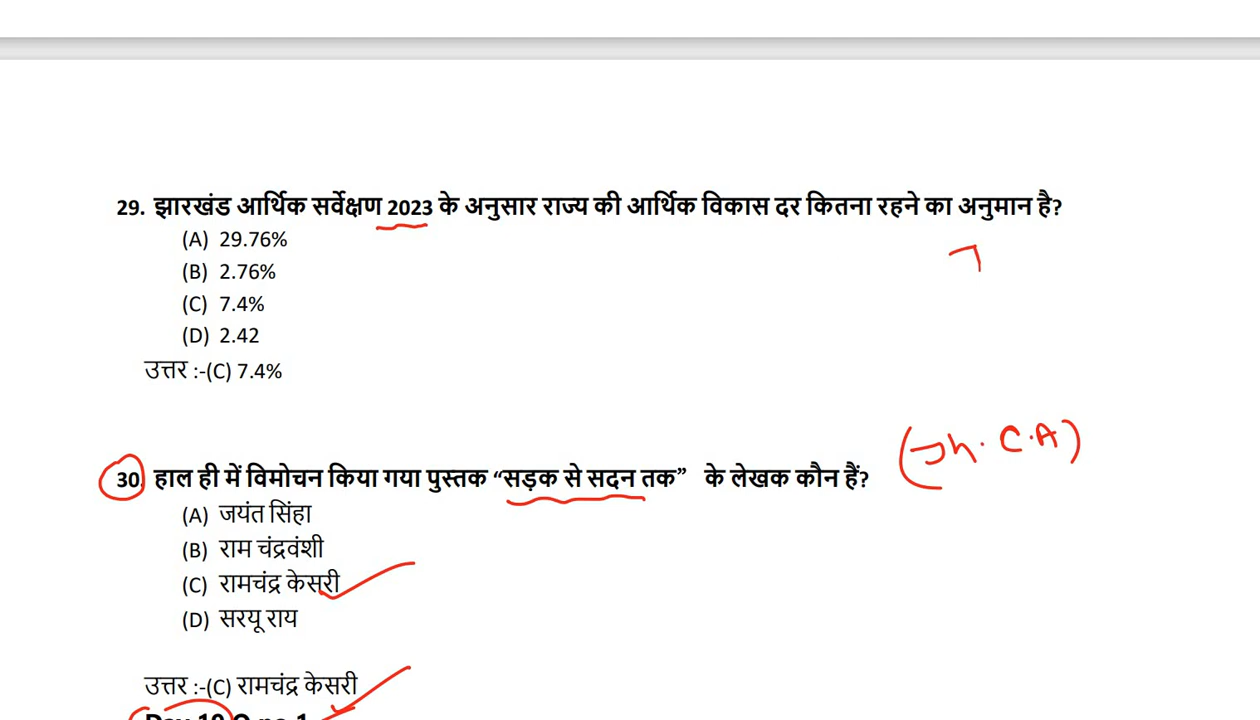 29. झारखंड आर्थिक सर्वेक्षण 2023 के अनुसार राज्य की आर्थिक विकास दर कितना रहने का अनुमान है?
(A) 29.76%
(B) 2.76%
(C) 7.4%
(D) 2.42
उत्तर :-(C) 7.4%
(Jh. C.A)
30. हाल ही में विमोचन किया गया पुस्तक “सड़क से सदन तक” के लेखक कौन हैं?
(A) जयंत सिंहा
(B) राम चंद्रवंशी
(C) रामचंद्र केसरी
(D) सरयू राय
उत्तर :-(C) रामचंद्र केसरी